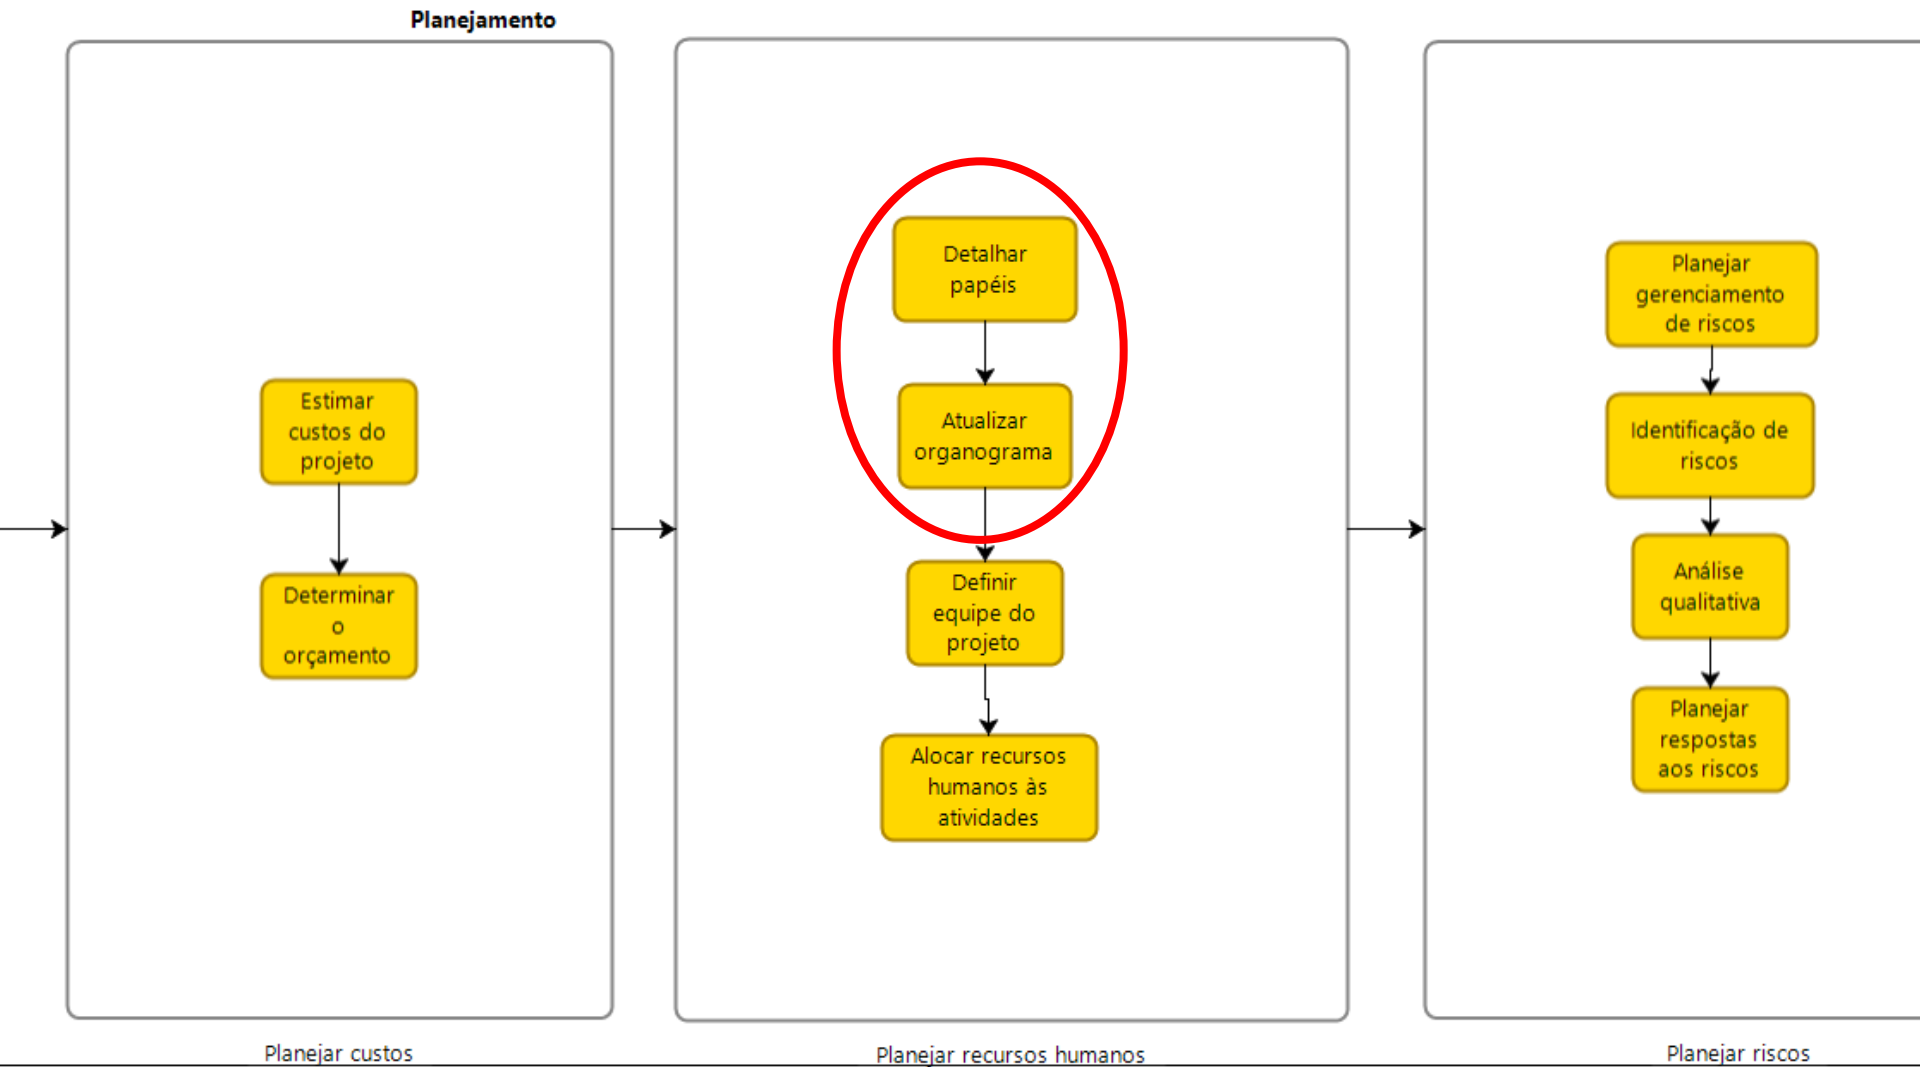 Planejamento
Estimar
custos do
projeto
Determinar
o
orçamento
Planejar custos
Detalhar
papéis
Atualizar
organograma
Definir
equipe do
projeto
Alocar recursos
humanos às
atividades
Planejar recursos humanos
Planejar
gerenciamento
de riscos
Identificação de
riscos
Análise
qualitativa
Planejar
respostas
aos riscos
Planejar riscos